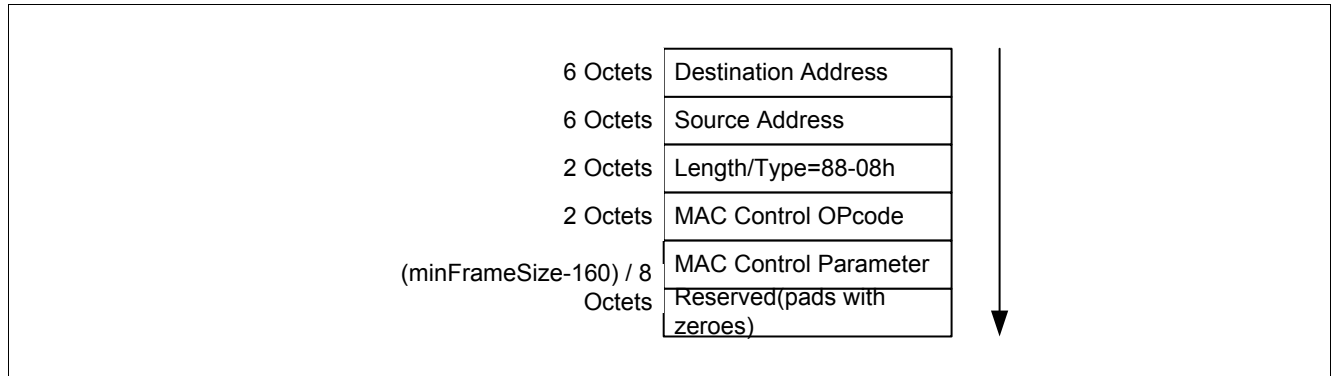 6 Octets Destination Address
6 Octets Source Address
2 Octets Length/Type=88-08h
2 Octets MAC Control OPcode
(minFrameSize-160) / 8
Octets
MAC Control Parameter
Reserved(pads with
zeroes)